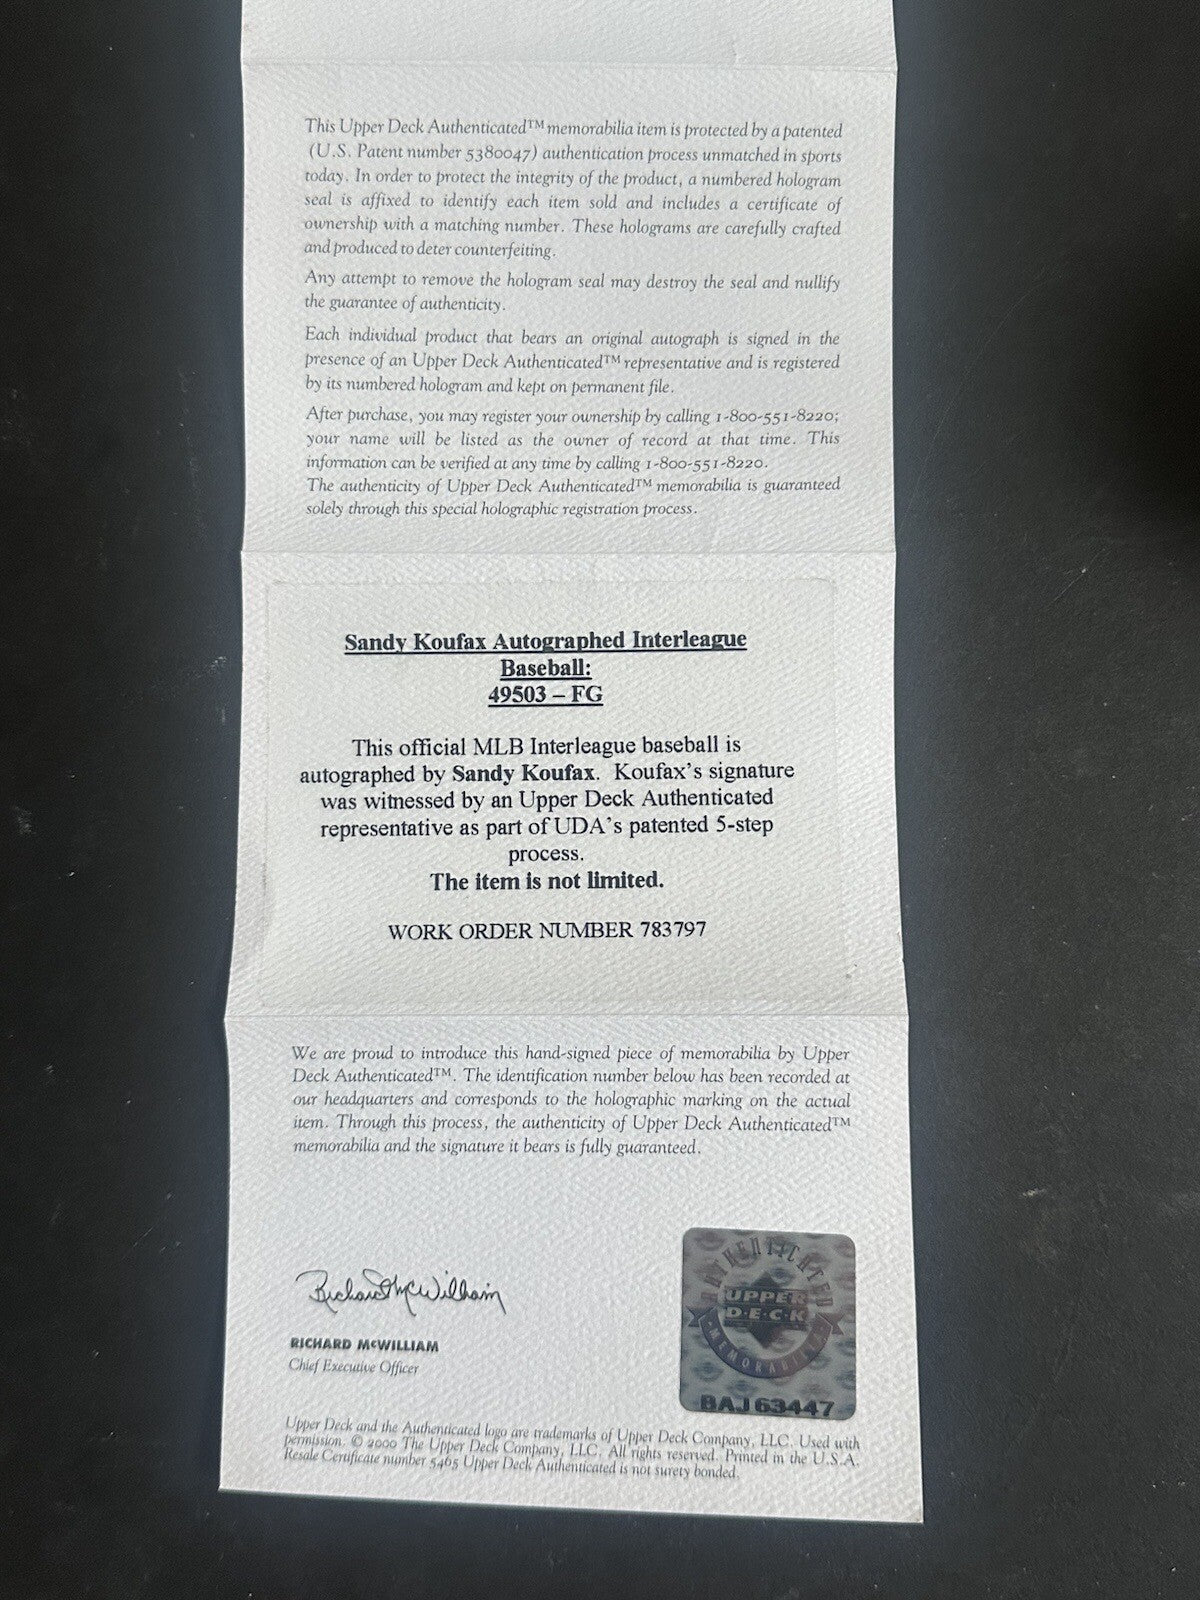 This Upper Deck Authenticated™ memorabilia item is protected by a patented
(U.S. Patent number 5380047) authentication process unmatched in sports
today. In order to protect the integrity of the product, a numbered hologram
seal is affixed to identify each item sold and includes a certificate of
ownership with a matching number. These holograms are carefully crafted
and produced to deter counterfeiting.
Any attempt to remove the hologram seal may destroy the seal and nullify
the guarantee of authenticity.
Each individual product that bears an original autograph is signed in the
presence of an Upper Deck Authenticated™ representative and is registered
by its numbered hologram and kept on permanent file.
After purchase, you may register your ownership by calling 1-800-551-8220;
your name will be listed as the owner of record at that time. This
information can be verified at any time by calling 1-800-551-8220.
The authenticity of Upper Deck Authenticated™ memorabilia is guaranteed
solely through this special holographic registration process.
Sandy Koufax Autographed Interleague
Baseball:
49503 – FG
This official MLB Interleague baseball is
autographed by Sandy Koufax. Koufax's signature
was witnessed by an Upper Deck Authenticated
representative as part of UDA's patented 5-step
process.
The item is not limited.
WORK ORDER NUMBER 783797
We are proud to introduce this hand-signed piece of memorabilia by Upper
Deck Authenticated™. The identification number below has been recorded at
our headquarters and corresponds to the holographic marking on the actual
item. Through this process, the authenticity of Upper Deck Authenticated™
memorabilia and the signature it bears is fully guaranteed.
Richard McWilliam
RICHARD McWILLIAM
Chief Executive Officer
AUTHENTICATED
UPPER
D·E·C·K
MEMORABILIA
BAJ63447
Upper Deck and the Authenticated logo are trademarks of Upper Deck Company, LLC. Used with
permission. © 2000 The Upper Deck Company, LLC. All rights reserved. Printed in the U.S.A.
Resale Certificate number 5465 Upper Deck Authenticated is not surety bonded.